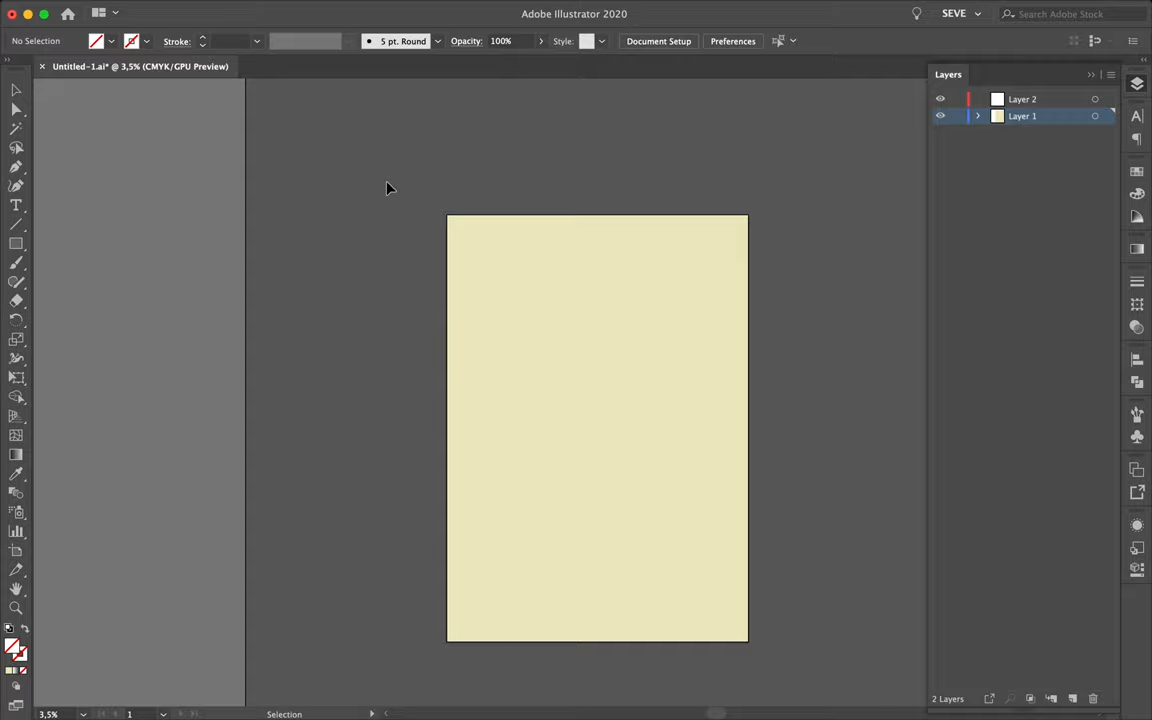 Adobe Illustrator 2020
SEVE
Search Adobe Stock
No Selection
Stroke:
5 pt. Round
Opacity:
100%
Style:
Document Setup
Preferences
Untitled-1.ai* @ 3,5% (CMYK/GPU Preview)
Layers
Layer 2
Layer 1
2 Layers
3,5%
1
Selection